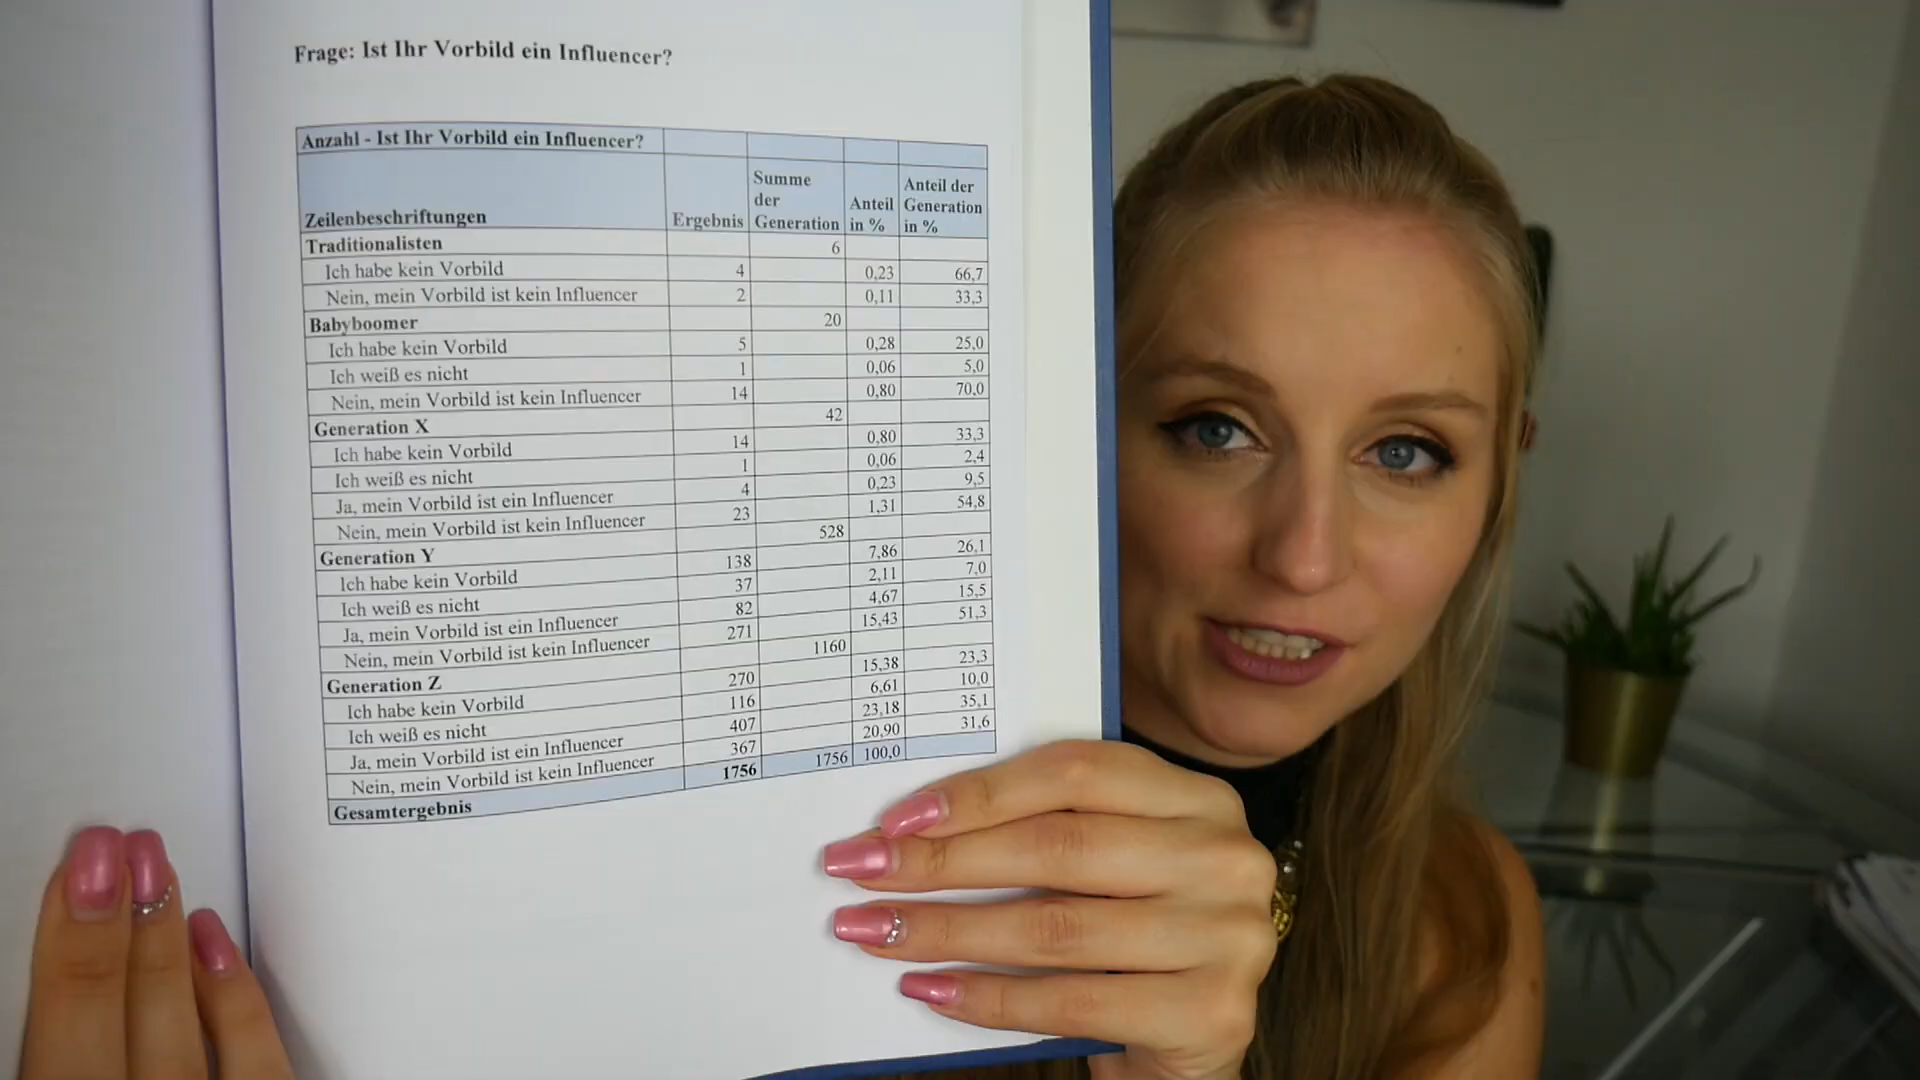 Frage: Ist Ihr Vorbild ein Influencer?
Anzahl - Ist Ihr Vorbild ein Influencer?
Zeilenbeschriftungen Ergebnis Summe der Generation Anteil in % Anteil der Generation in %
Traditionalisten 6
Ich habe kein Vorbild 4 0,23 66,7
Nein, mein Vorbild ist kein Influencer 2 0,11 33,3
Babyboomer 20
Ich habe kein Vorbild 5 0,28 25,0
Ich weiß es nicht 1 0,06 5,0
Nein, mein Vorbild ist kein Influencer 14 0,80 70,0
Generation X 42
Ich habe kein Vorbild 14 0,80 33,3
Ich weiß es nicht 1 0,06 2,4
Ja, mein Vorbild ist ein Influencer 4 0,23 9,5
Nein, mein Vorbild ist kein Influencer 23 1,31 54,8
Generation Y 528
Ich habe kein Vorbild 138 7,86 26,1
Ich weiß es nicht 37 2,11 7,0
Ja, mein Vorbild ist ein Influencer 82 4,67 15,5
Nein, mein Vorbild ist kein Influencer 271 15,43 51,3
Generation Z 1160
Ich habe kein Vorbild 270 15,38 23,3
Ich weiß es nicht 116 6,61 10,0
Ja, mein Vorbild ist ein Influencer 407 23,18 35,1
Nein, mein Vorbild ist kein Influencer 367 20,90 31,6
Gesamtergebnis 1756 1756 100,0